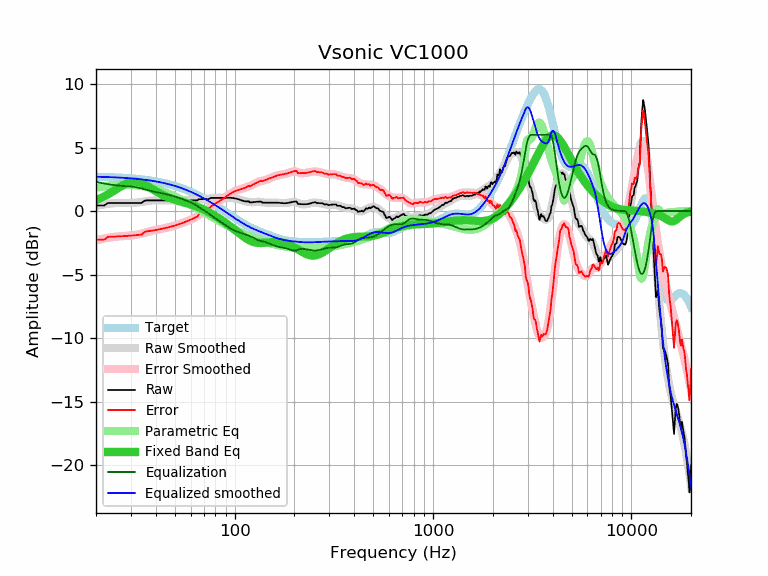 Vsonic VC1000
Amplitude (dBr)
10
5
0
−5
−10
−15
−20
Target
Raw Smoothed
Error Smoothed
Raw
Error
Parametric Eq
Fixed Band Eq
Equalization
Equalized smoothed
100
1000
10000
Frequency (Hz)